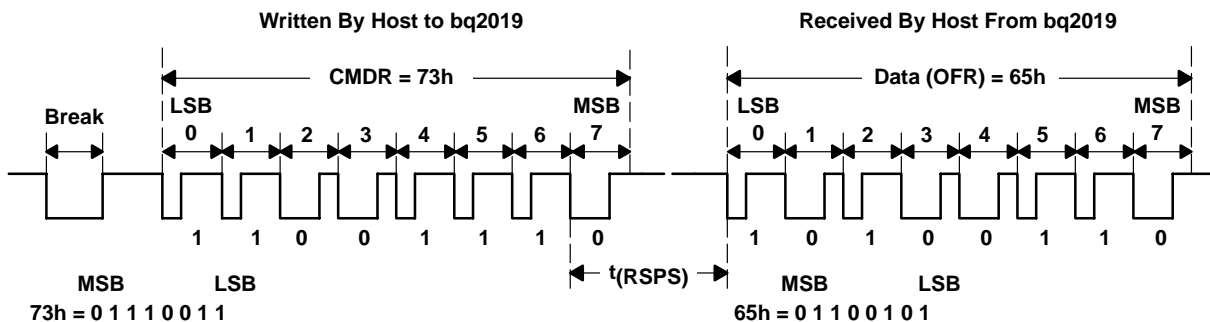 Written By Host to bq2019 Received By Host From bq2019
CMDR = 73h Data (OFR) = 65h
Break LSB MSB LSB MSB
0 1 2 3 4 5 6 7 0 1 2 3 4 5 6 7
1 1 0 0 1 1 1 0 1 0 1 0 0 1 1 0
t(RSPS)
MSB LSB MSB LSB
73h = 0 1 1 1 0 0 1 1 65h = 0 1 1 0 0 1 0 1